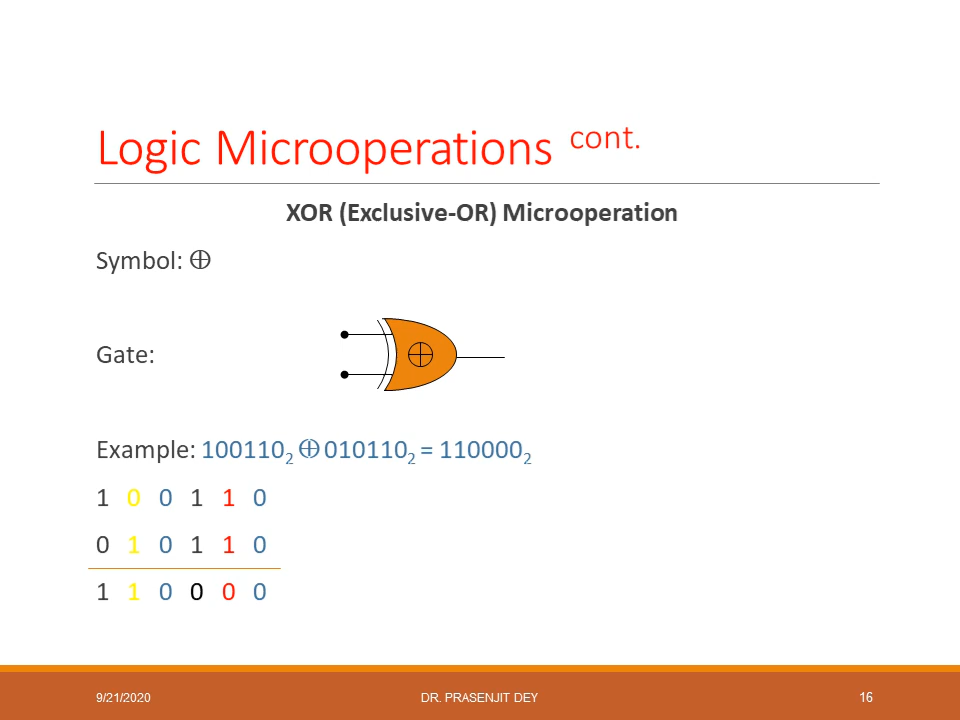 Logic Microoperations cont.
XOR (Exclusive-OR) Microoperation
Symbol: ⊕
Gate:
⊕
Example: 100110₂ ⊕ 010110₂ = 110000₂
1 0 0 1 1 0
0 1 0 1 1 0
1 1 0 0 0 0
9/21/2020 DR. PRASENJIT DEY 16